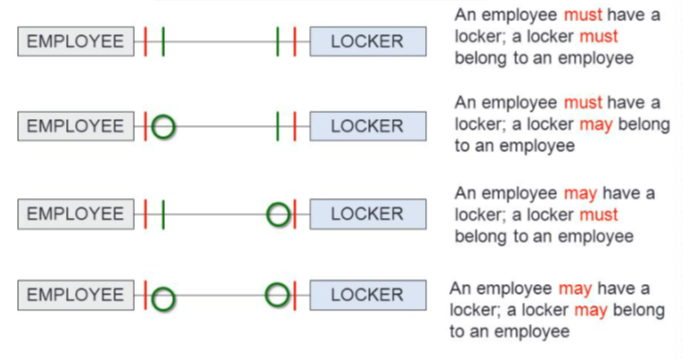 EMPLOYEE LOCKER
An employee must have a
locker; a locker must
belong to an employee
EMPLOYEE LOCKER
An employee must have a
locker; a locker may belong
to an employee
EMPLOYEE LOCKER
An employee may have a
locker; a locker must
belong to an employee
EMPLOYEE LOCKER
An employee may have a
locker; a locker may belong
to an employee